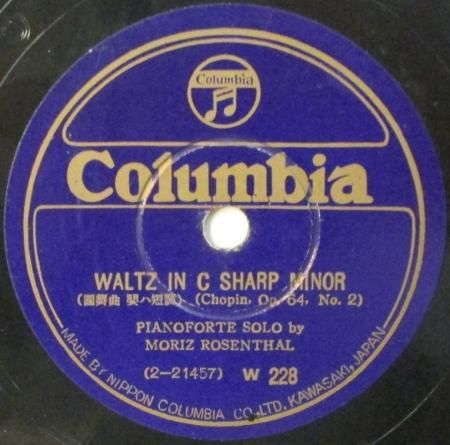 Columbia
Columbia
WALTZ IN C SHARP MINOR
(圓舞曲 嬰ハ短調) (Chopin, Op. 64, No. 2)
PIANOFORTE SOLO by
MORIZ ROSENTHAL
(2-21457) W 228
MADE BY NIPPON COLUMBIA CO., LTD. KAWASAKI, JAPAN